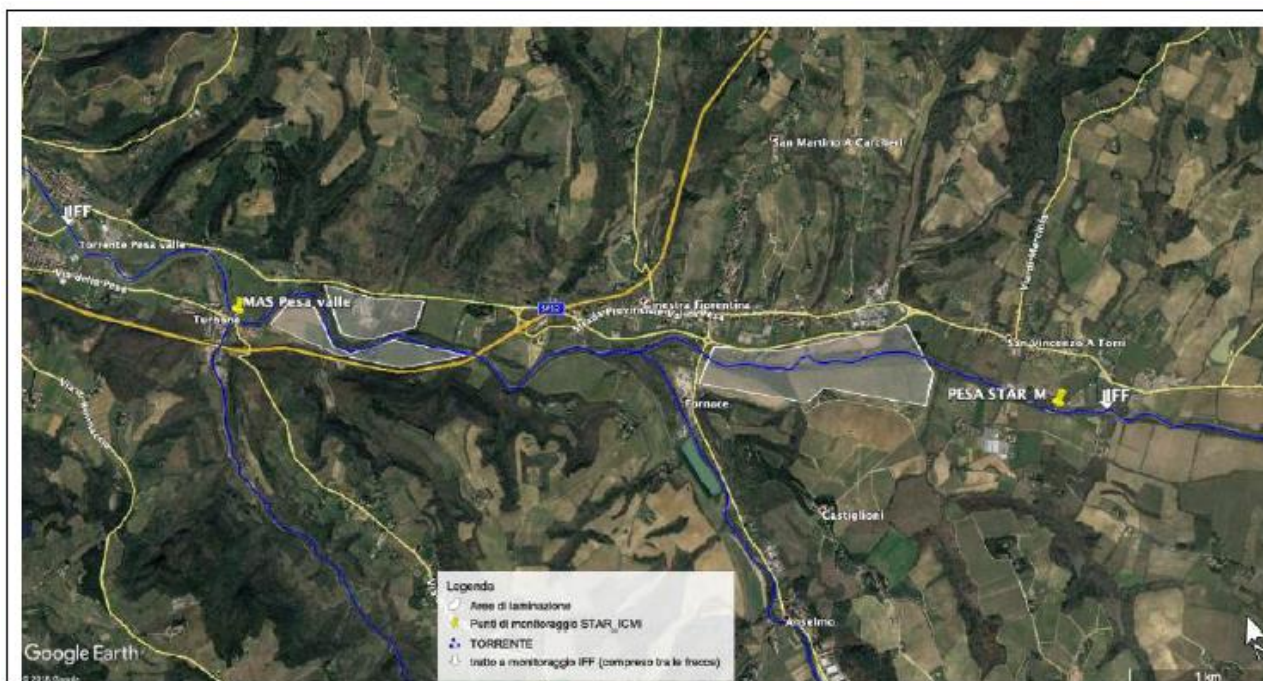 San Martino A Carcheri
IFF
Torrente Pesa valle
Via della Pesa
MAS Pesa valle
Turbone
Ginestra Fiorentina
San Vincenzo A Torri
PESA STAR_M
IFF
Fornace
Castiglioni
Anselmo
Legenda
Aree di laminazione
Punti di monitoraggio STAR_ICMI
TORRENTE
tratto a monitoraggio IFF (compreso tra le frecce)
Google Earth
1 km